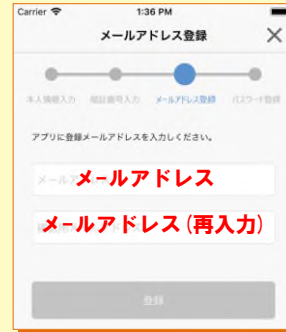 Carrier 1:36 PM
メールアドレス登録
本人情報入力 暗証番号入力 メールアドレス登録 パスワード登録
アプリに登録メールアドレスを入力しください。
メールアドレス
メールアドレス(再入力)
登録